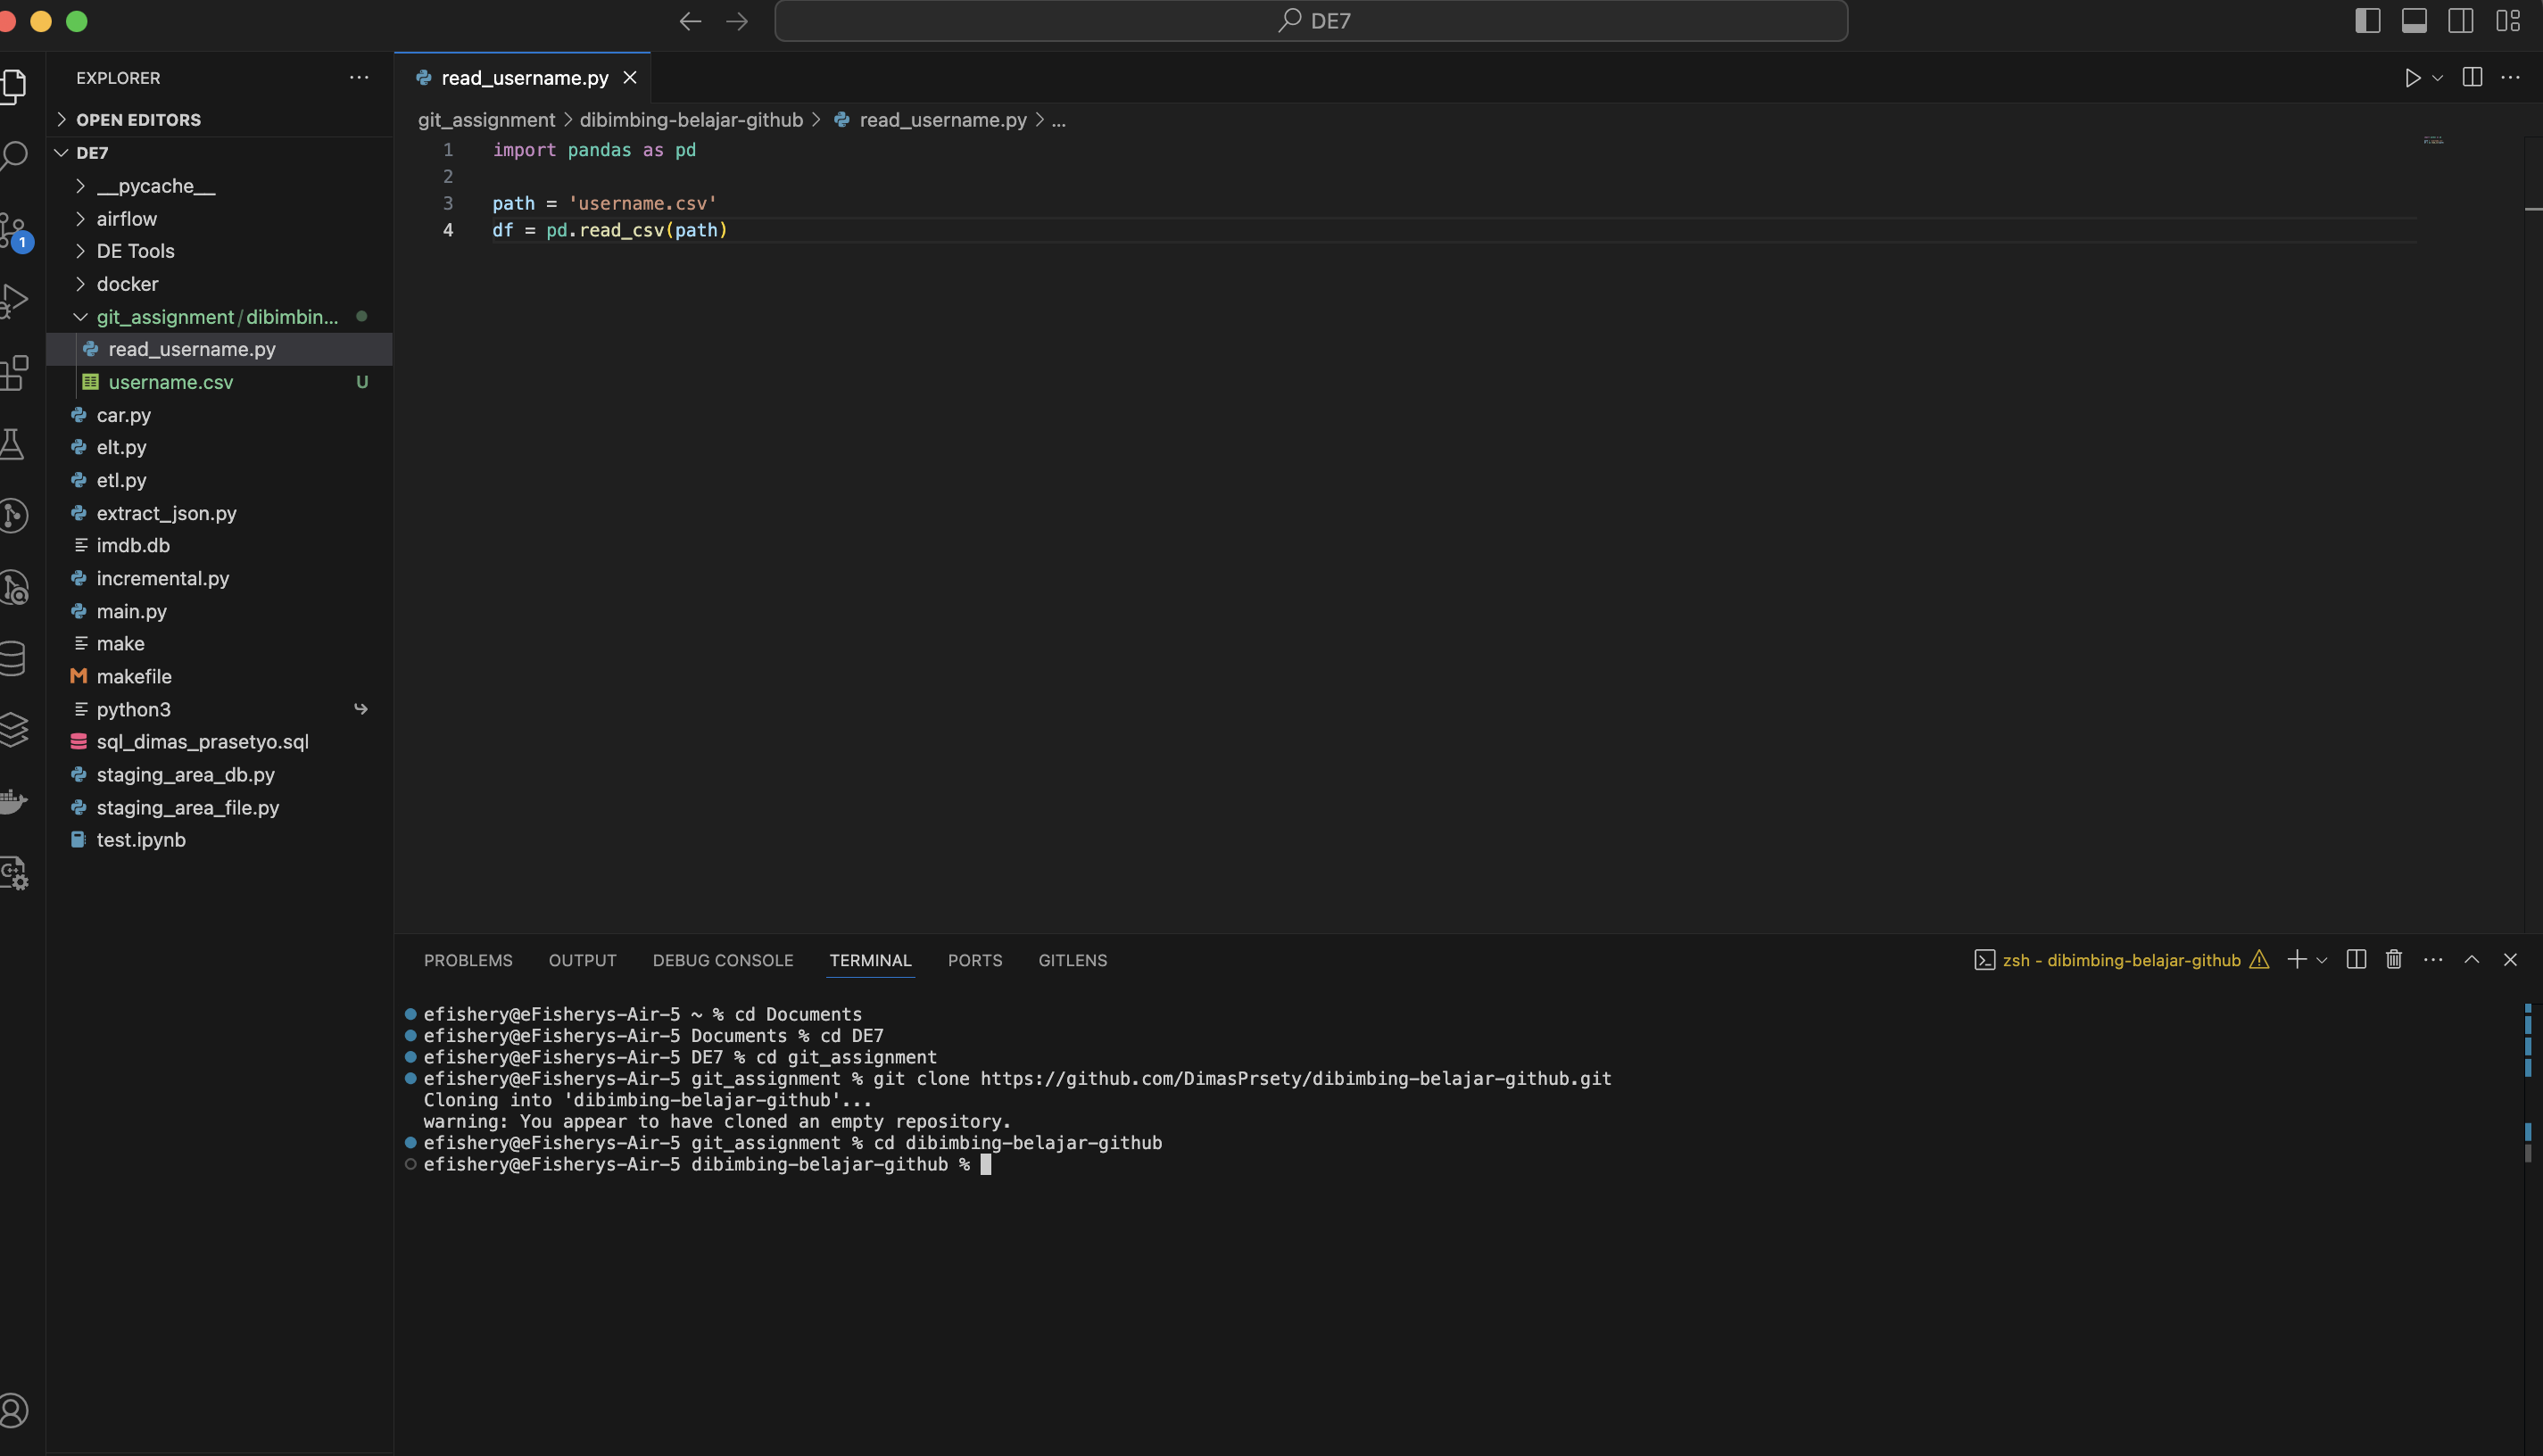 DE7
EXPLORER
OPEN EDITORS
DE7
__pycache__
airflow
DE Tools
docker
git_assignment/dibimbin...
read_username.py
username.csv U
car.py
elt.py
etl.py
extract_json.py
imdb.db
incremental.py
main.py
make
makefile
python3
sql_dimas_prasetyo.sql
staging_area_db.py
staging_area_file.py
test.ipynb
1
read_username.py
git_assignment > dibimbing-belajar-github > read_username.py > ...
1 import pandas as pd
2
3 path = 'username.csv'
4 df = pd.read_csv(path)
PROBLEMS OUTPUT DEBUG CONSOLE TERMINAL PORTS GITLENS
zsh - dibimbing-belajar-github
efishery@eFisherys-Air-5 ~ % cd Documents
efishery@eFisherys-Air-5 Documents % cd DE7
efishery@eFisherys-Air-5 DE7 % cd git_assignment
efishery@eFisherys-Air-5 git_assignment % git clone https://github.com/DimasPrsety/dibimbing-belajar-github.git
Cloning into 'dibimbing-belajar-github'...
warning: You appear to have cloned an empty repository.
efishery@eFisherys-Air-5 git_assignment % cd dibimbing-belajar-github
efishery@eFisherys-Air-5 dibimbing-belajar-github %